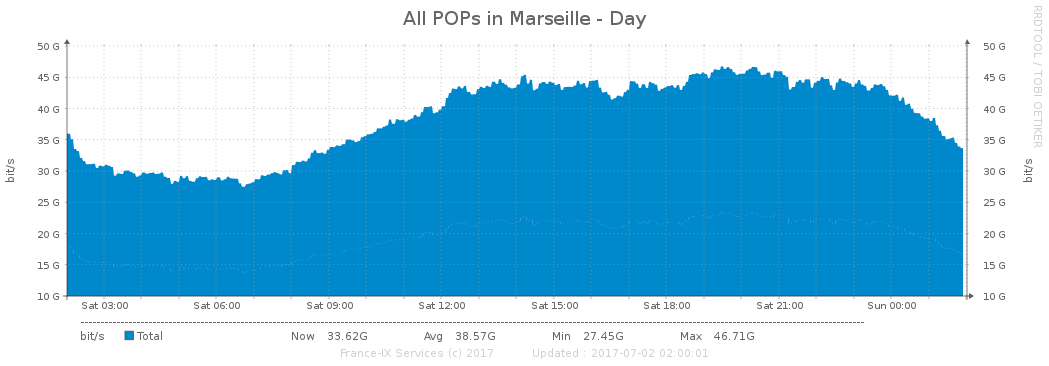 All POPs in Marseille - Day
RRDTOOL / TOBI OETIKER
bit/s
50 G
45 G
40 G
35 G
30 G
25 G
20 G
15 G
10 G
50 G
45 G
40 G
35 G
30 G
25 G
20 G
15 G
10 G
bit/s
Sat 03:00 Sat 06:00 Sat 09:00 Sat 12:00 Sat 15:00 Sat 18:00 Sat 21:00 Sun 00:00
bit/s Total Now 33.62G Avg 38.57G Min 27.45G Max 46.71G
France-IX Services (c) 2017 Updated : 2017-07-02 02:00:01